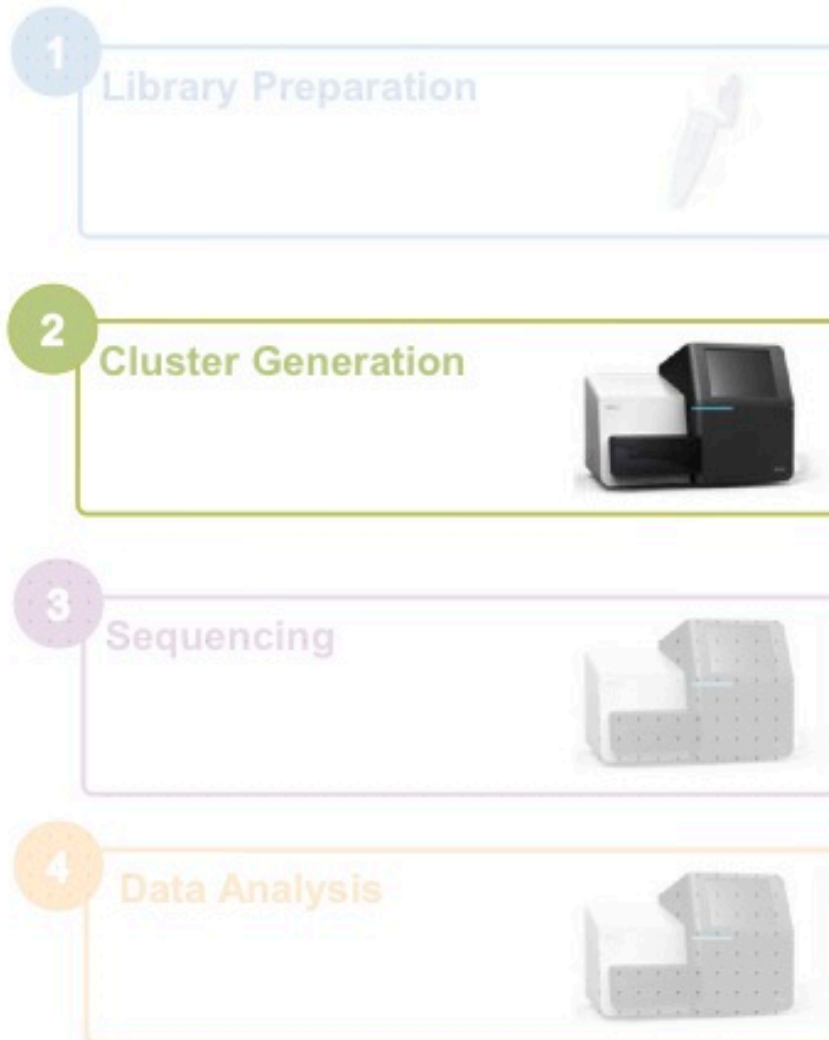 1
Library Preparation
2
Cluster Generation
3
Sequencing
4
Data Analysis